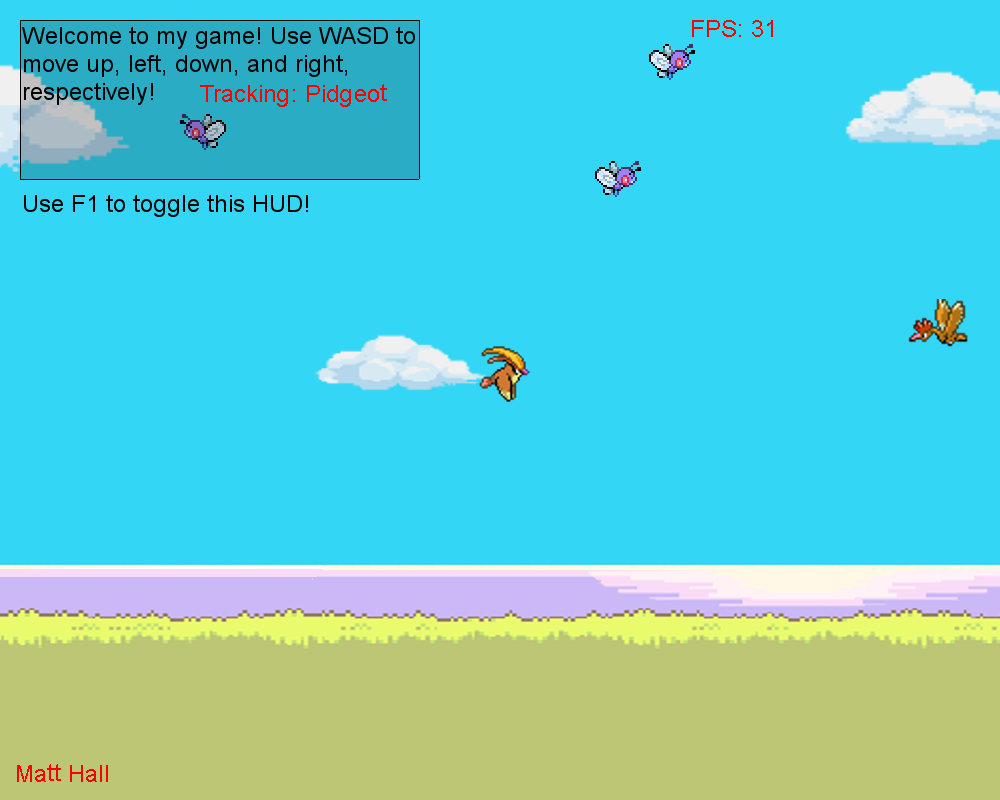 Welcome to my game! Use WASD to
move up, left, down, and right,
respectively!
Tracking: Pidgeot
Use F1 to toggle this HUD!
FPS: 31
Matt Hall